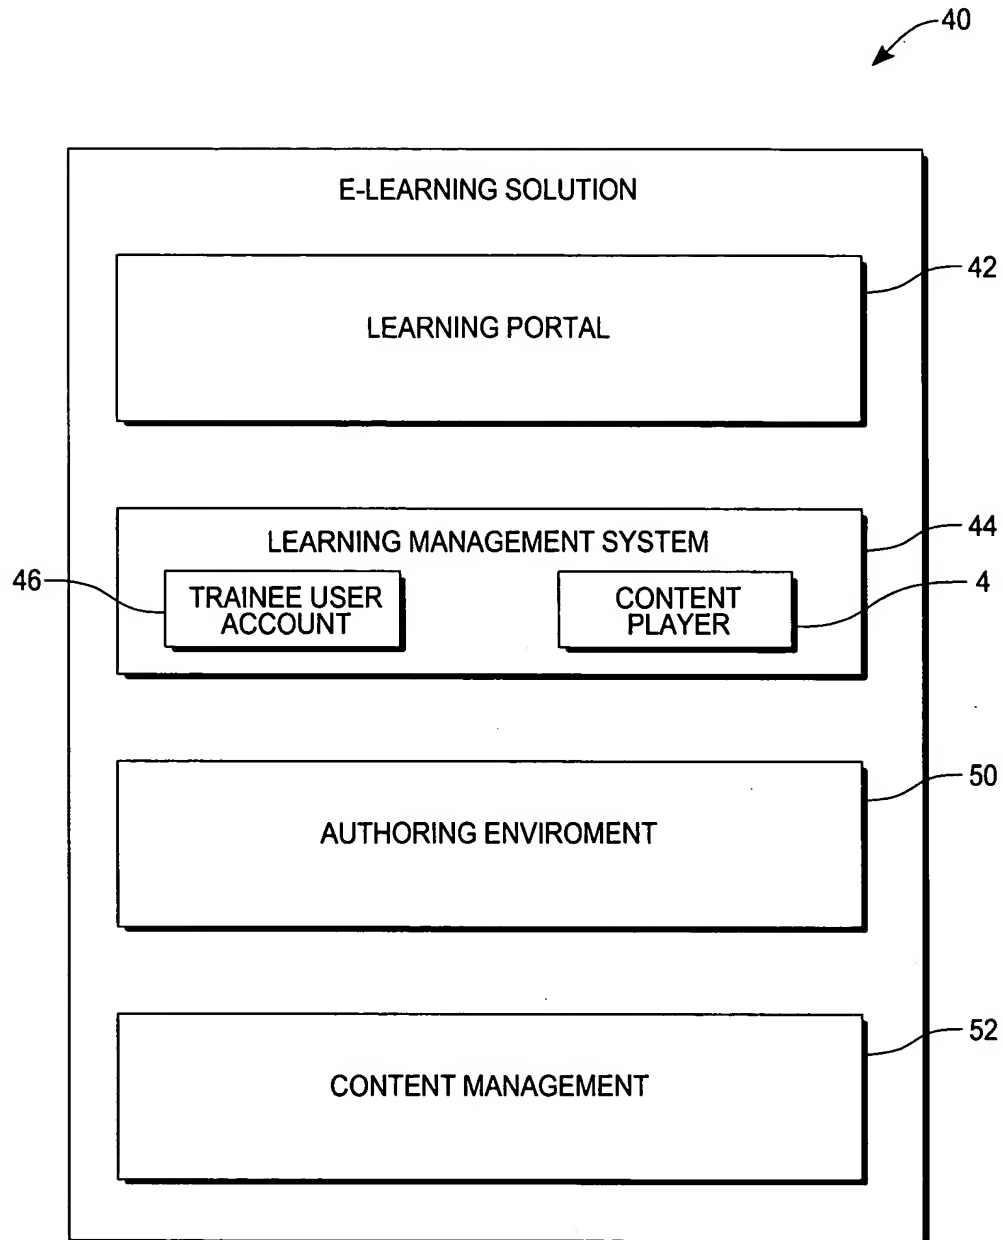 40
E-LEARNING SOLUTION
42
LEARNING PORTAL
44
LEARNING MANAGEMENT SYSTEM
46
TRAINEE USER
ACCOUNT
4
CONTENT
PLAYER
50
AUTHORING ENVIROMENT
52
CONTENT MANAGEMENT